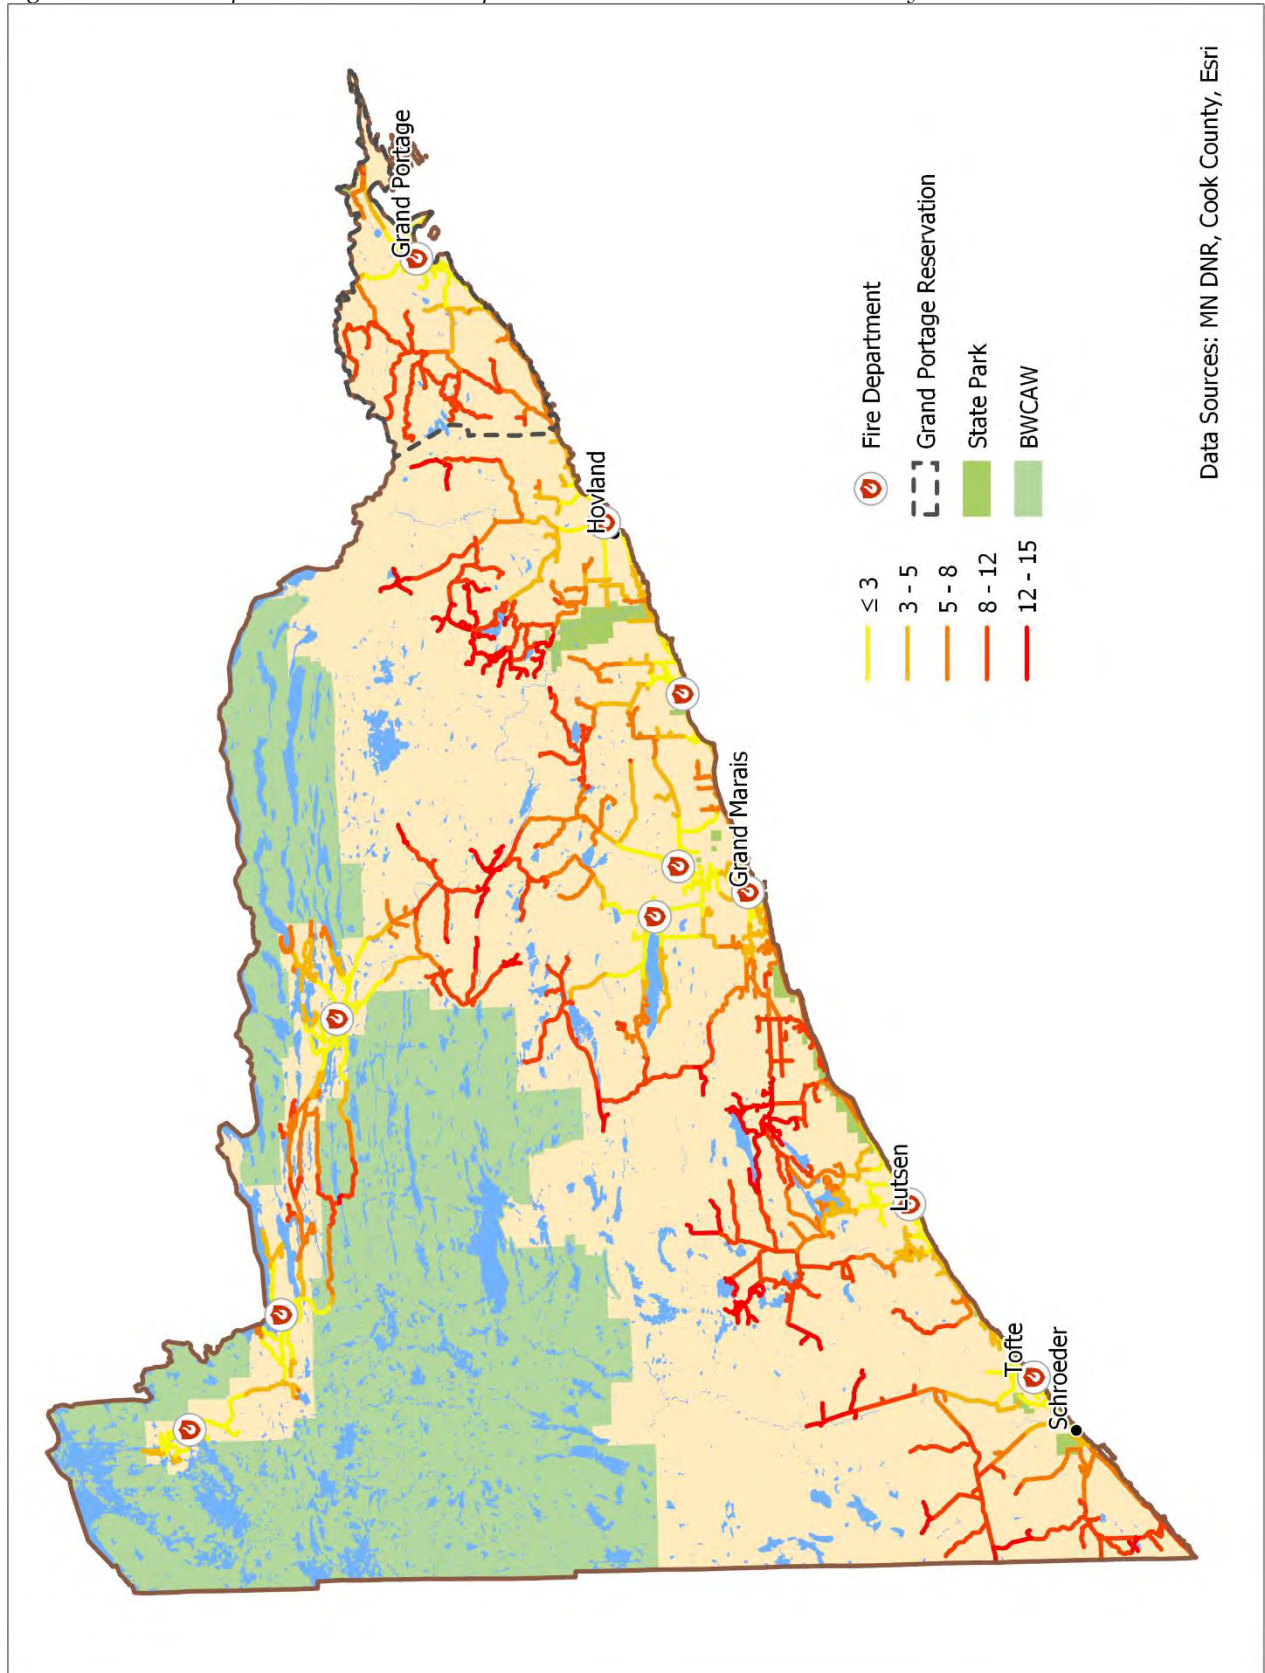 Grand Portage
Hovland
Grand Marais
Lutsen
Tofte
Schroeder
≤ 3
3 - 5
5 - 8
8 - 12
12 - 15
Fire Department
Grand Portage Reservation
State Park
BWCAW
Data Sources: MN DNR, Cook County, Esri